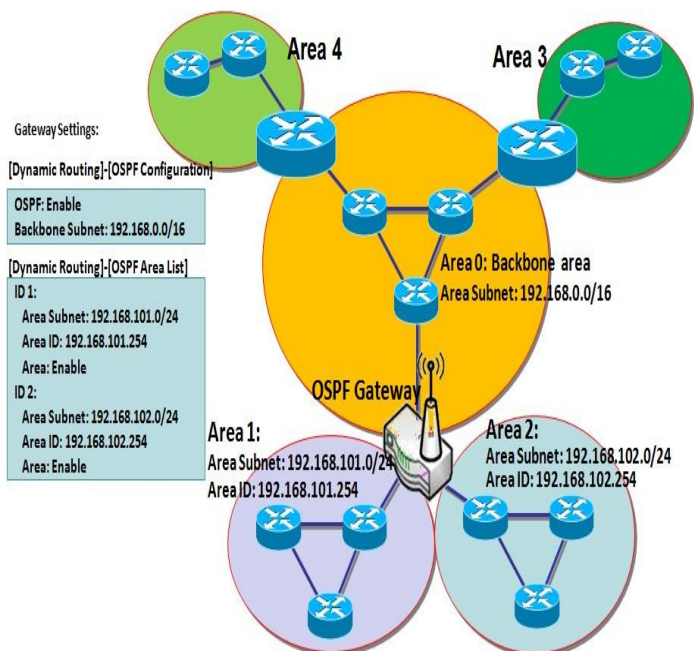 Area 4
Area 3
Gateway Settings:
[Dynamic Routing]-[OSPF Configuration]
OSPF: Enable
Backbone Subnet: 192.168.0.0/16
[Dynamic Routing]-[OSPF Area List]
ID 1:
Area Subnet: 192.168.101.0/24
Area ID: 192.168.101.254
Area: Enable
ID 2:
Area Subnet: 192.168.102.0/24
Area ID: 192.168.102.254
Area: Enable
Area 0: Backbone area
Area Subnet: 192.168.0.0/16
OSPF Gateway
Area 1:
Area Subnet: 192.168.101.0/24
Area ID: 192.168.101.254
Area 2:
Area Subnet: 192.168.102.0/24
Area ID: 192.168.102.254